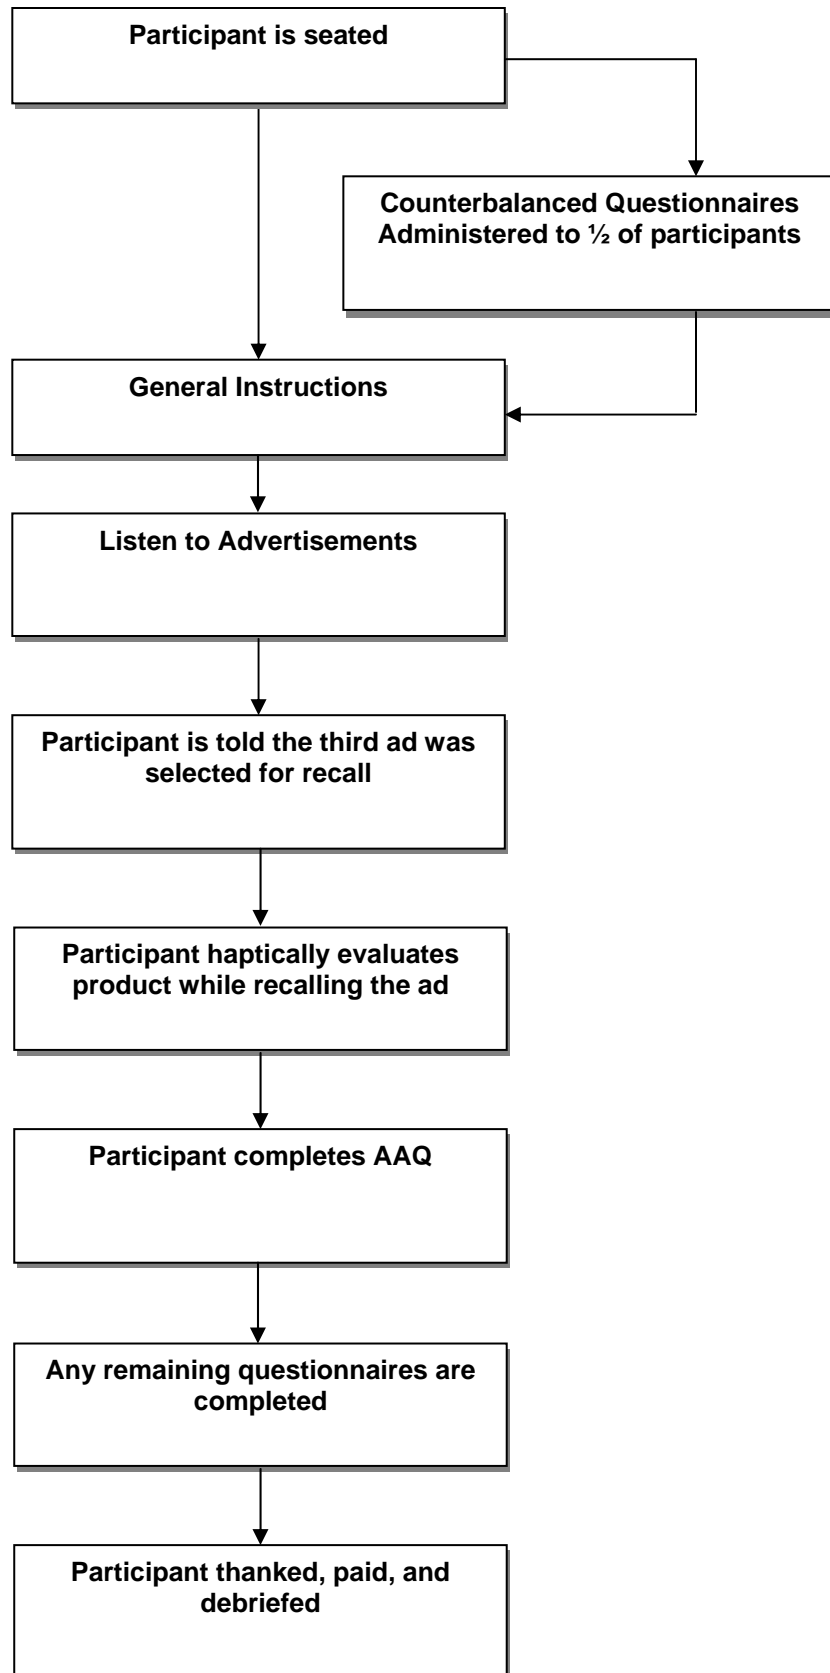 Participant is seated
Counterbalanced Questionnaires
Administered to ½ of participants
General Instructions
Listen to Advertisements
Participant is told the third ad was
selected for recall
Participant haptically evaluates
product while recalling the ad
Participant completes AAQ
Any remaining questionnaires are
completed
Participant thanked, paid, and
debriefed